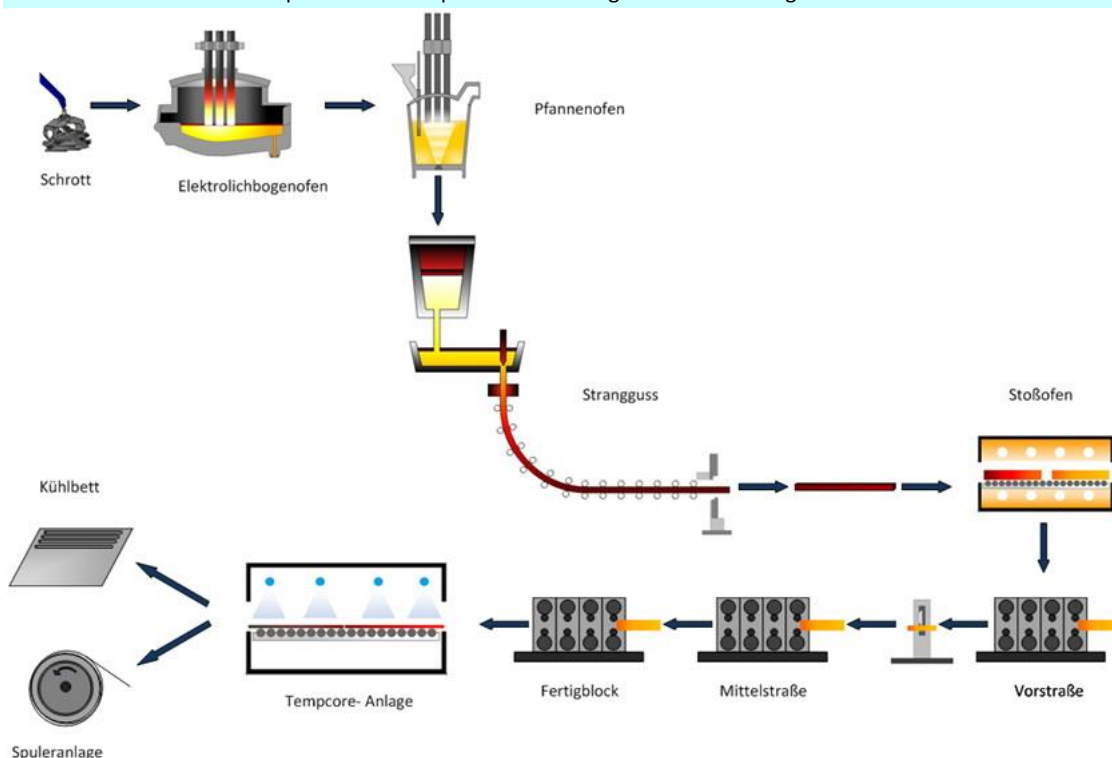 Schrott
Elektrolichbogenofen
Pfannenofen
Strangguss
Stoßofen
Kühlbett
Tempcore- Anlage
Fertigblock
Mittelstraße
Vorstraße
Spuleranlage